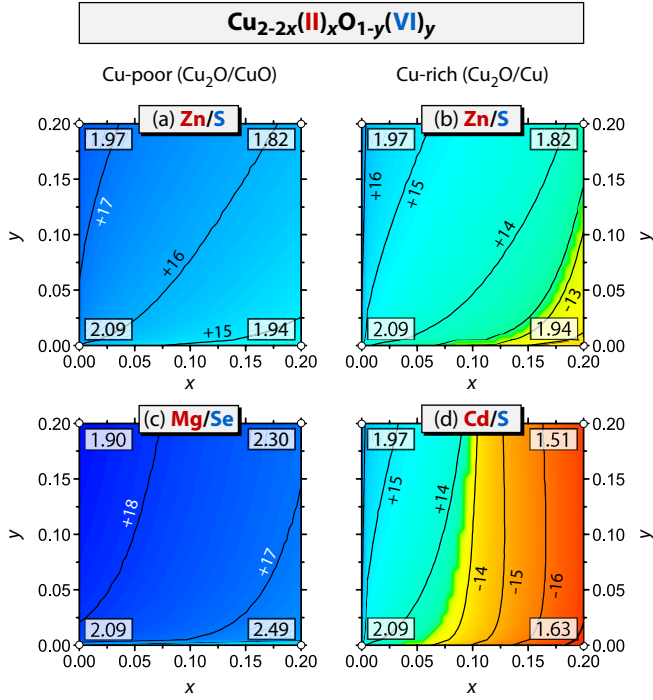 Cu2-2x(II)xO1-y(VI)y
Cu-poor (Cu2O/CuO)
Cu-rich (Cu2O/Cu)
(a) Zn/S
0.20
0.15
0.10
0.05
0.00
y
1.97
1.82
2.09
1.94
+17
+16
+15
0.00 0.05 0.10 0.15 0.20
x
(b) Zn/S
1.97
1.82
2.09
1.94
+16
+15
+14
-13
0.20
0.15
0.10
0.05
0.00
y
0.00 0.05 0.10 0.15 0.20
x
(c) Mg/Se
0.20
0.15
0.10
0.05
0.00
y
1.90
2.30
2.09
2.49
+18
+17
0.00 0.05 0.10 0.15 0.20
x
(d) Cd/S
1.97
1.51
2.09
1.63
+15
+14
-14
-15
-16
0.20
0.15
0.10
0.05
0.00
y
0.00 0.05 0.10 0.15 0.20
x